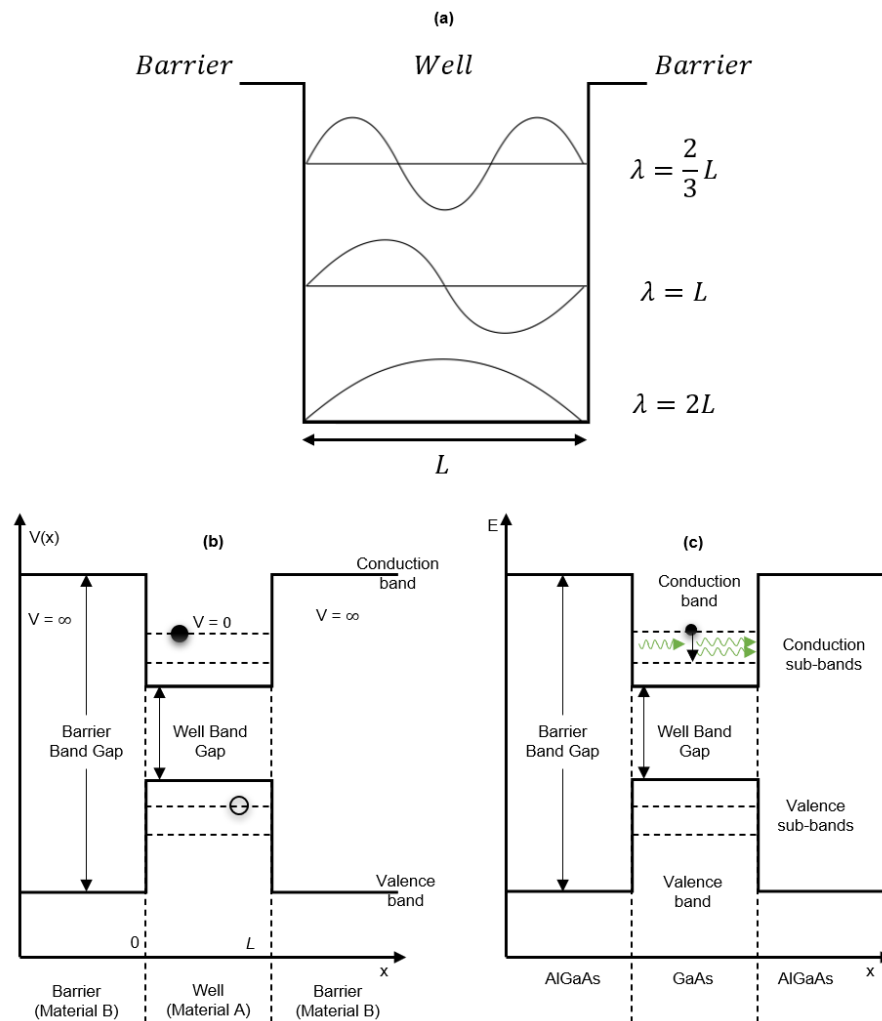 (a)
Barrier Well Barrier
λ = 2/3 L
λ = L
λ = 2L
L
V(x)
(b)
Conduction
band
V = ∞
V = 0
V = ∞
Barrier
Band Gap
Well Band
Gap
Valence
band
0
L
x
Barrier
(Material B)
Well
(Material A)
Barrier
(Material B)
E
(c)
Conduction
band
Conduction
sub-bands
Barrier
Band Gap
Well Band
Gap
Valence
sub-bands
Valence
band
x
AlGaAs
GaAs
AlGaAs